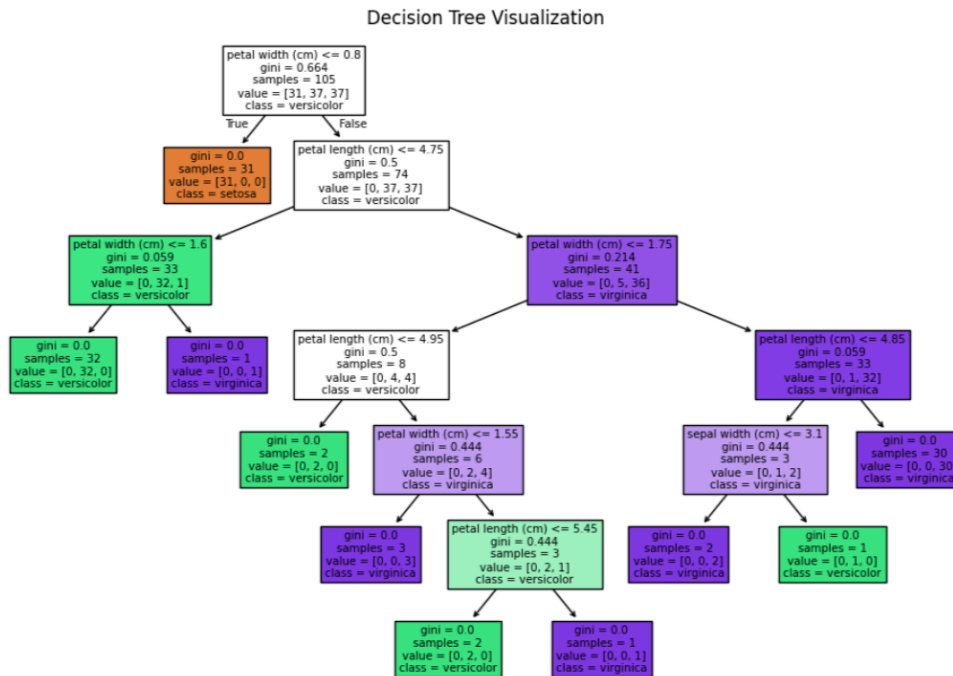 Decision Tree Visualization
petal width (cm) <= 0.8
gini = 0.664
samples = 105
value = [31, 37, 37]
class = versicolor
True
False
gini = 0.0
samples = 31
value = [31, 0, 0]
class = setosa
petal length (cm) <= 4.75
gini = 0.5
samples = 74
value = [0, 37, 37]
class = versicolor
petal width (cm) <= 1.6
gini = 0.059
samples = 33
value = [0, 32, 1]
class = versicolor
petal width (cm) <= 1.75
gini = 0.214
samples = 41
value = [0, 5, 36]
class = virginica
gini = 0.0
samples = 32
value = [0, 32, 0]
class = versicolor
gini = 0.0
samples = 1
value = [0, 0, 1]
class = virginica
petal length (cm) <= 4.95
gini = 0.5
samples = 8
value = [0, 4, 4]
class = versicolor
petal length (cm) <= 4.85
gini = 0.059
samples = 33
value = [0, 1, 32]
class = virginica
gini = 0.0
samples = 2
value = [0, 2, 0]
class = versicolor
petal width (cm) <= 1.55
gini = 0.444
samples = 6
value = [0, 2, 4]
class = virginica
sepal width (cm) <= 3.1
gini = 0.444
samples = 3
value = [0, 1, 2]
class = virginica
gini = 0.0
samples = 30
value = [0, 0, 30]
class = virginica
gini = 0.0
samples = 3
value = [0, 0, 3]
class = virginica
petal length (cm) <= 5.45
gini = 0.444
samples = 3
value = [0, 2, 1]
class = versicolor
gini = 0.0
samples = 2
value = [0, 0, 2]
class = virginica
gini = 0.0
samples = 1
value = [0, 1, 0]
class = versicolor
gini = 0.0
samples = 2
value = [0, 2, 0]
class = versicolor
gini = 0.0
samples = 1
value = [0, 0, 1]
class = virginica